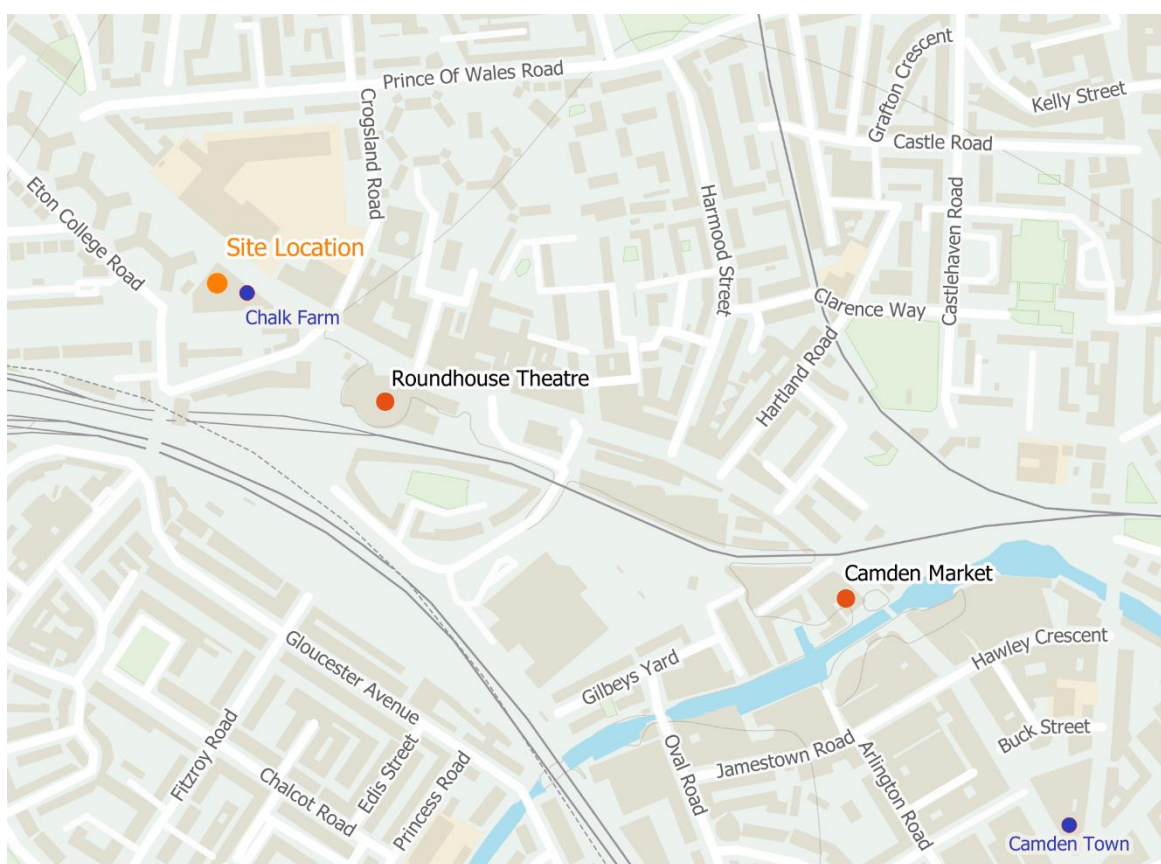 Prince Of Wales Road
Crogsland Road
Grafton Crescent
Kelly Street
Castle Road
Eton College Road
Harmood Street
Castlehaven Road
Site Location
Chalk Farm
Clarence Way
Hartland Road
Roundhouse Theatre
Camden Market
Gloucester Avenue
Gilbeys Yard
Hawley Crescent
Fitzroy Road
Edis Street
Chalcot Road
Princess Road
Oval Road
Jamestown Road
Arlington Road
Buck Street
Camden Town